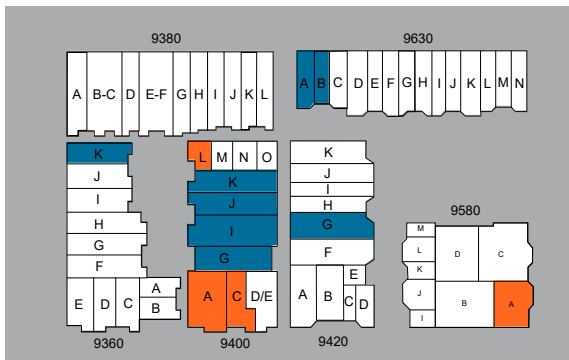 9380
9630
A B-C D E-F G H I J K L
A B C D E F G H I J K L M N
K
J
I
H
G
F
E D C A
B
9360
L M N O
K
J
I
G
A C D/E
9400
K
J
I
H
G
F
A B E
C D
9420
9580
M
L
K
J
I
D C
B A